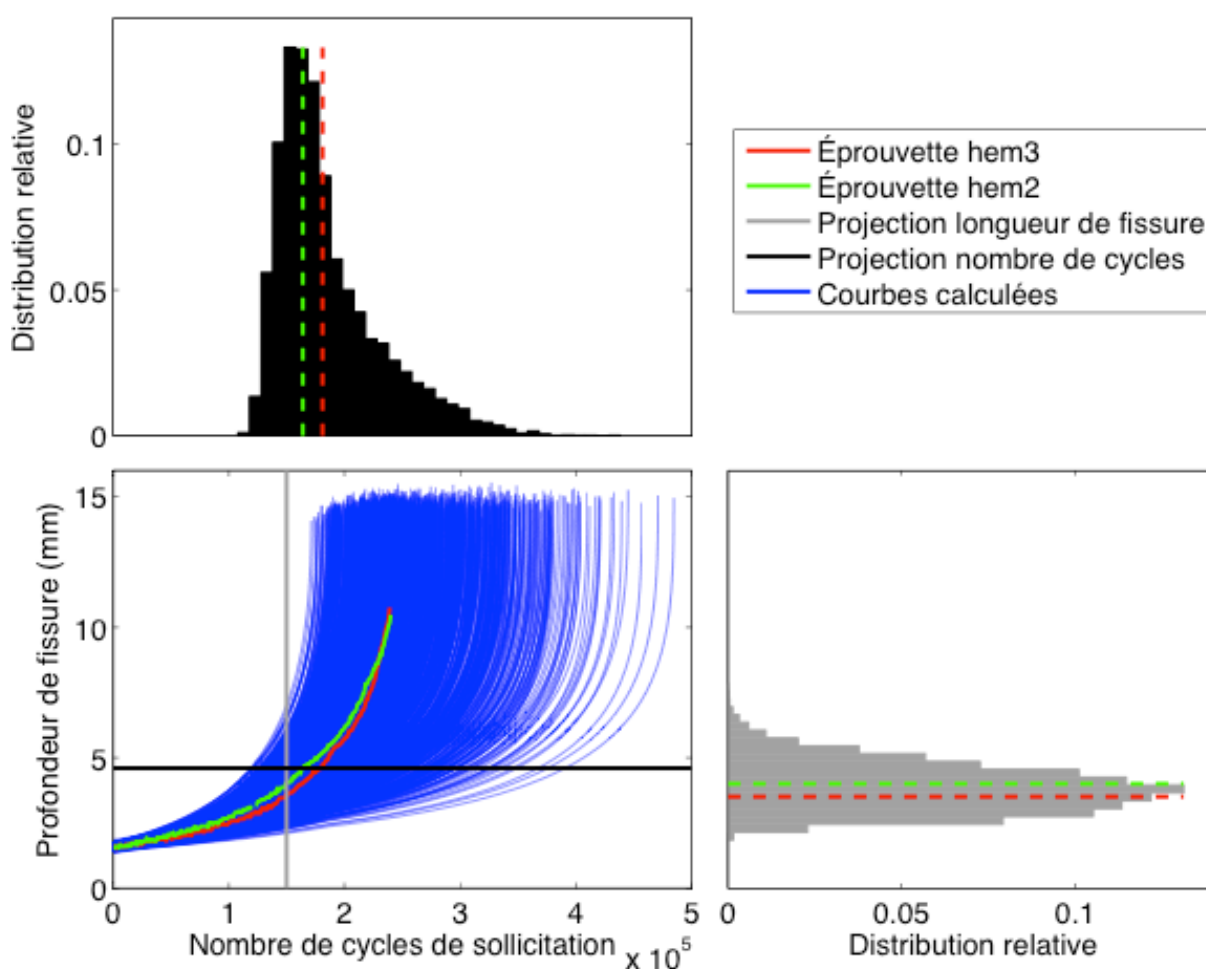 Distribution relative
0.1
0.05
0
Éprouvette hem3
Éprouvette hem2
Projection longueur de fissure
Projection nombre de cycles
Courbes calculées
Profondeur de fissure (mm)
15
10
5
0
0 1 2 3 4 5
Nombre de cycles de sollicitation
x 10⁵
0 0.05 0.1
Distribution relative